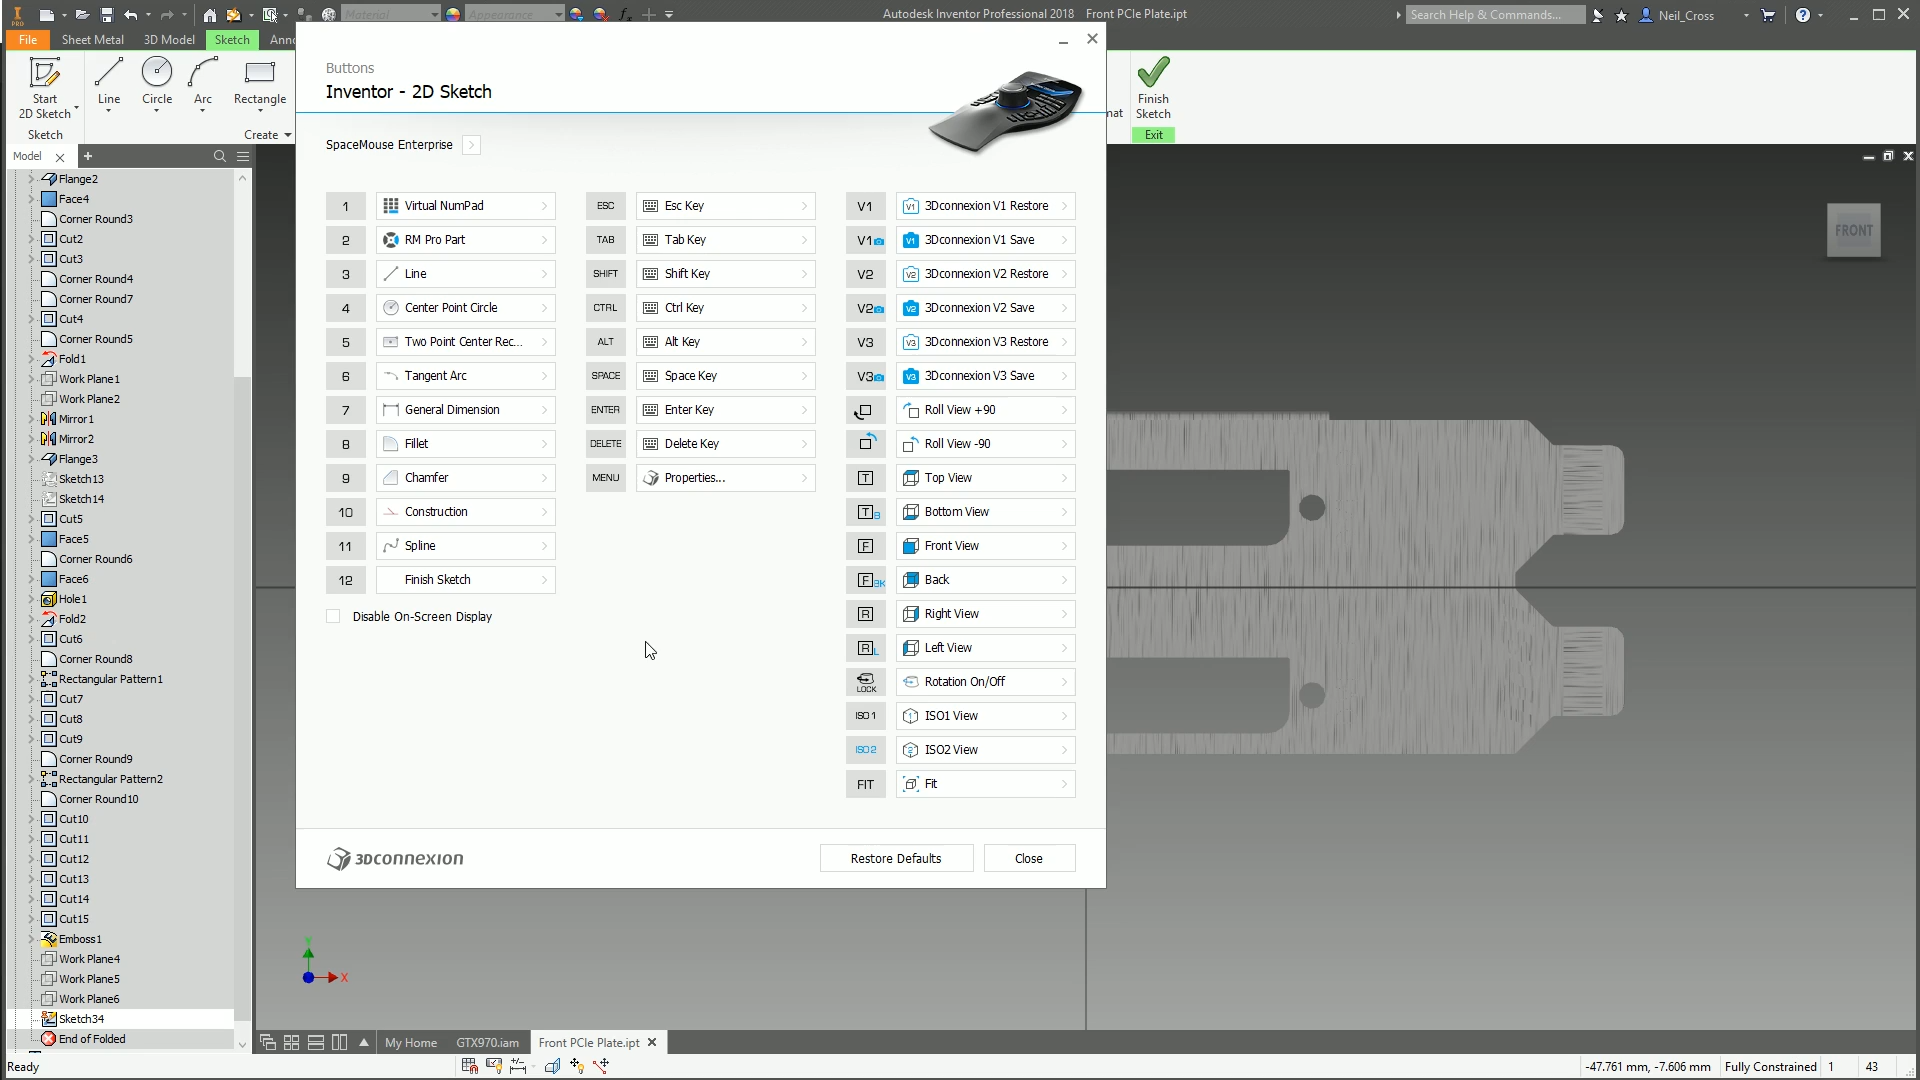 Material
Appearance
Autodesk Inventor Professional 2018 Front PCIe Plate.ipt
Search Help & Commands...
Neil_Cross
File
Sheet Metal
3D Model
Sketch
Start
2D Sketch
Line
Circle
Arc
Rectangle
Sketch
Create
Finish
Sketch
Exit
Model
Flange2
Face4
Corner Round3
Cut2
Cut3
Corner Round4
Corner Round7
Cut4
Corner Round5
Fold1
Work Plane1
Work Plane2
Mirror1
Mirror2
Flange3
Sketch13
Sketch14
Cut5
Face5
Corner Round6
Face6
Hole1
Fold2
Cut6
Corner Round8
Rectangular Pattern1
Cut7
Cut8
Cut9
Corner Round9
Rectangular Pattern2
Corner Round10
Cut10
Cut11
Cut12
Cut13
Cut14
Cut15
Emboss1
Work Plane4
Work Plane5
Work Plane6
Sketch34
End of Folded
Buttons
Inventor - 2D Sketch
SpaceMouse Enterprise
1 Virtual NumPad
2 RM Pro Part
3 Line
4 Center Point Circle
5 Two Point Center Rec...
6 Tangent Arc
7 General Dimension
8 Fillet
9 Chamfer
10 Construction
11 Spline
12 Finish Sketch
Disable On-Screen Display
ESC Esc Key
TAB Tab Key
SHIFT Shift Key
CTRL Ctrl Key
ALT Alt Key
SPACE Space Key
ENTER Enter Key
DELETE Delete Key
MENU Properties...
V1 3Dconnexion V1 Restore
V1 3Dconnexion V1 Save
V2 3Dconnexion V2 Restore
V2 3Dconnexion V2 Save
V3 3Dconnexion V3 Restore
V3 3Dconnexion V3 Save
Roll View +90
Roll View -90
T Top View
T B Bottom View
F Front View
F BK Back
R Right View
R L Left View
LOCK Rotation On/Off
ISO 1 ISO1 View
ISO 2 ISO2 View
FIT Fit
3DCONNEXION
Restore Defaults
Close
FRONT
Y
X
My Home
GTX970.iam
Front PCIe Plate.ipt
Ready
-47.761 mm, -7.606 mm
Fully Constrained
1
43